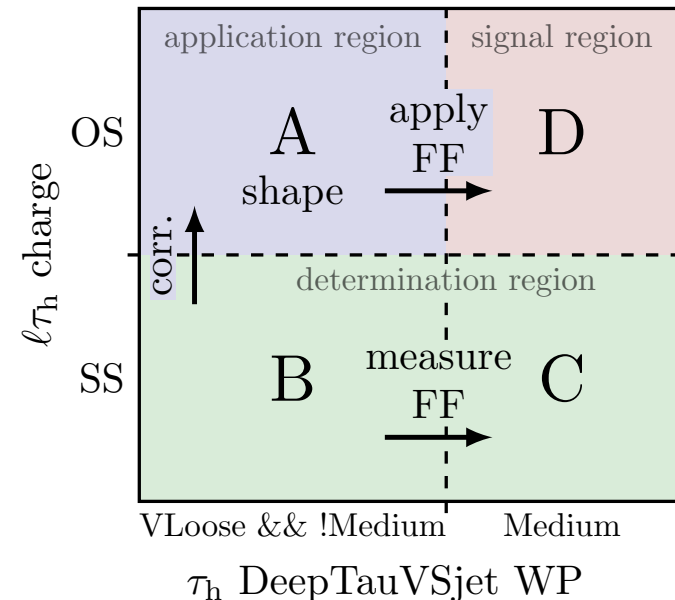 application region
signal region
OS
A
shape
apply
FF
D
corr.
ℓτh charge
determination region
SS
B
measure
FF
C
VLoose && !Medium
Medium
τh DeepTauVSjet WP